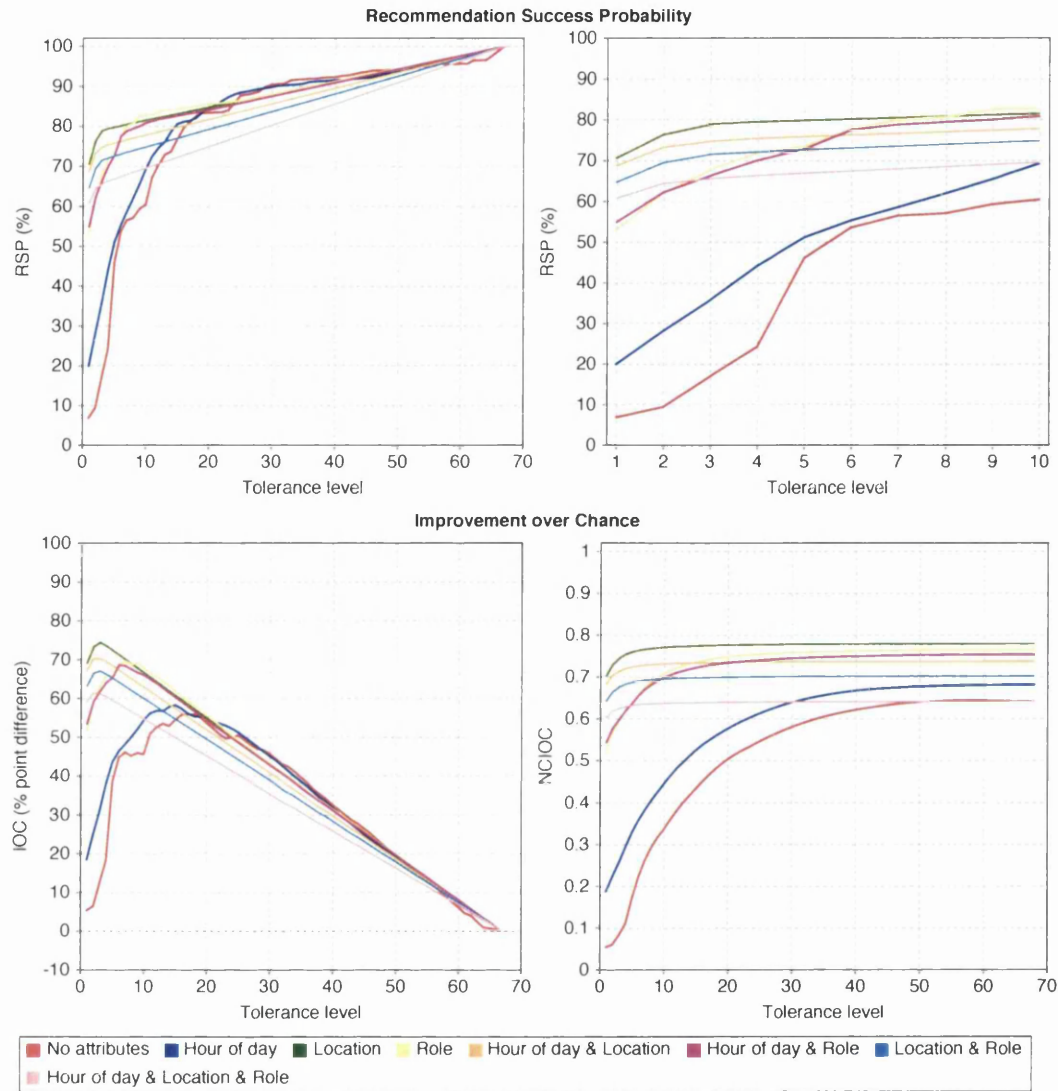 Recommendation Success Probability
100
90
80
70
60
50
40
30
20
10
0
RSP (%)
0 10 20 30 40 50 60 70
Tolerance level
100
90
80
70
60
50
40
30
20
10
0
RSP (%)
1 2 3 4 5 6 7 8 9 10
Tolerance level
Improvement over Chance
100
90
80
70
60
50
40
30
20
10
0
-10
IOC (% point difference)
0 10 20 30 40 50 60 70
Tolerance level
1
0.9
0.8
0.7
0.6
0.5
0.4
0.3
0.2
0.1
0
NCIOC
0 10 20 30 40 50 60 70
Tolerance level
No attributes Hour of day Location Role Hour of day & Location Hour of day & Role Location & Role
Hour of day & Location & Role